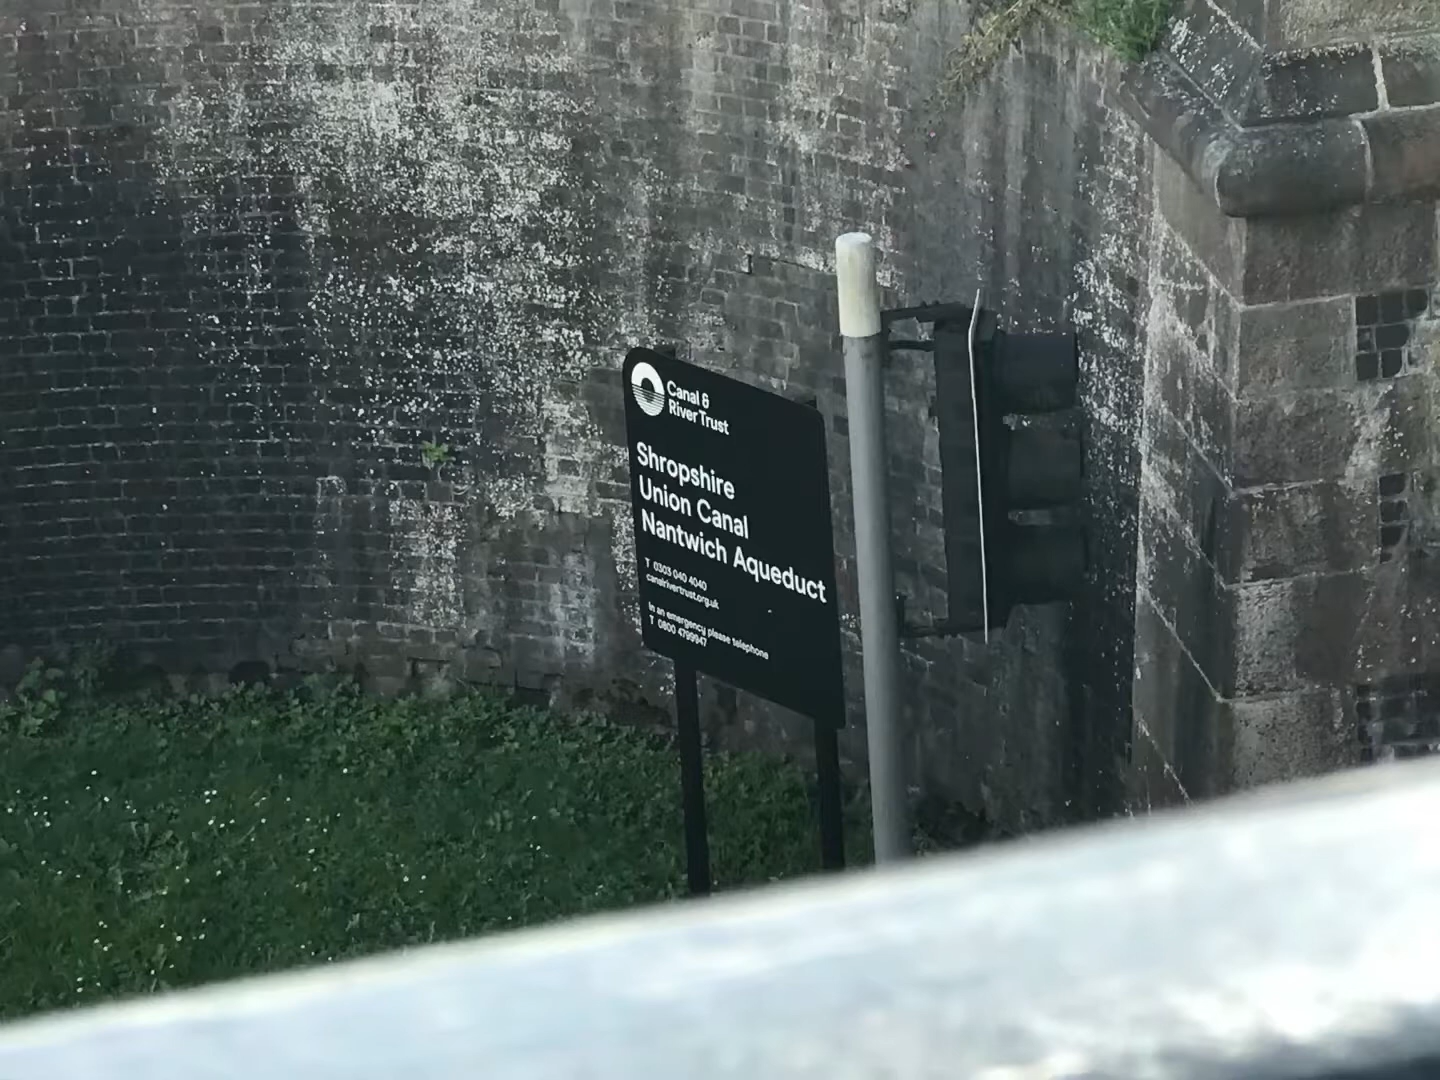 Canal &
River Trust
Shropshire
Union Canal
Nantwich Aqueduct
T 0303 040 4040
canalrivertrust.org.uk
In an emergency please telephone
T 0800 4799947